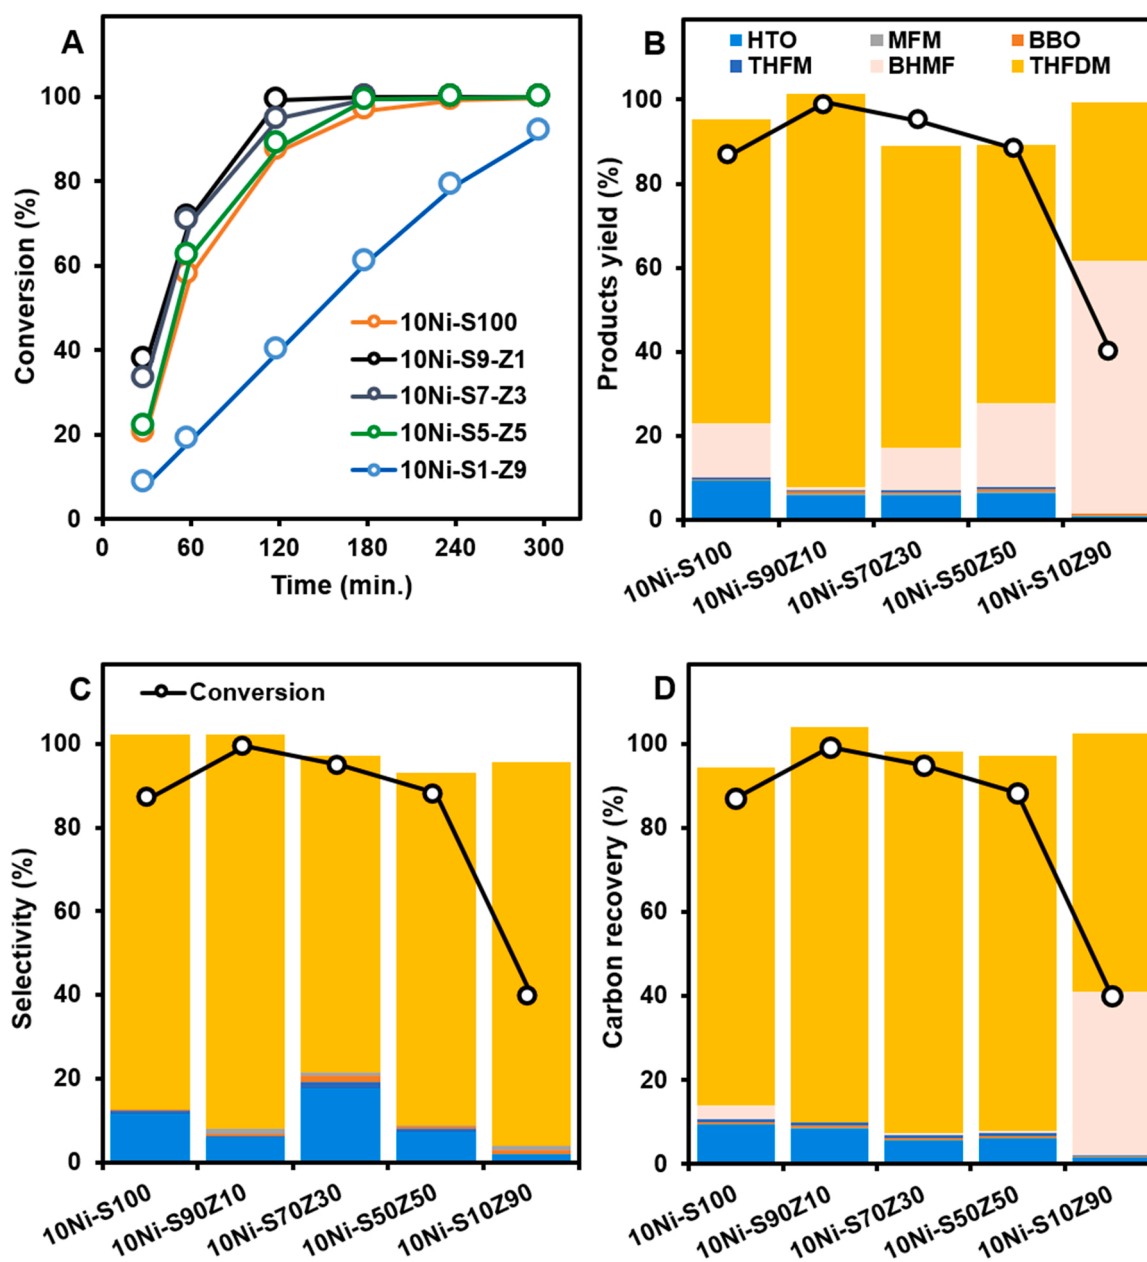 A
Conversion (%)
100
80
60
40
20
0
0 60 120 180 240 300
Time (min.)
10Ni-S100
10Ni-S9-Z1
10Ni-S7-Z3
10Ni-S5-Z5
10Ni-S1-Z9
B
HTO MFM BBO
THFM BHMF THFDM
Products yield (%)
100
80
60
40
20
0
10Ni-S100
10Ni-S90Z10
10Ni-S70Z30
10Ni-S50Z50
10Ni-S10Z90
C
Conversion
Selectivity (%)
100
80
60
40
20
0
10Ni-S100
10Ni-S90Z10
10Ni-S70Z30
10Ni-S50Z50
10Ni-S10Z90
D
Carbon recovery (%)
100
80
60
40
20
0
10Ni-S100
10Ni-S90Z10
10Ni-S70Z30
10Ni-S50Z50
10Ni-S10Z90